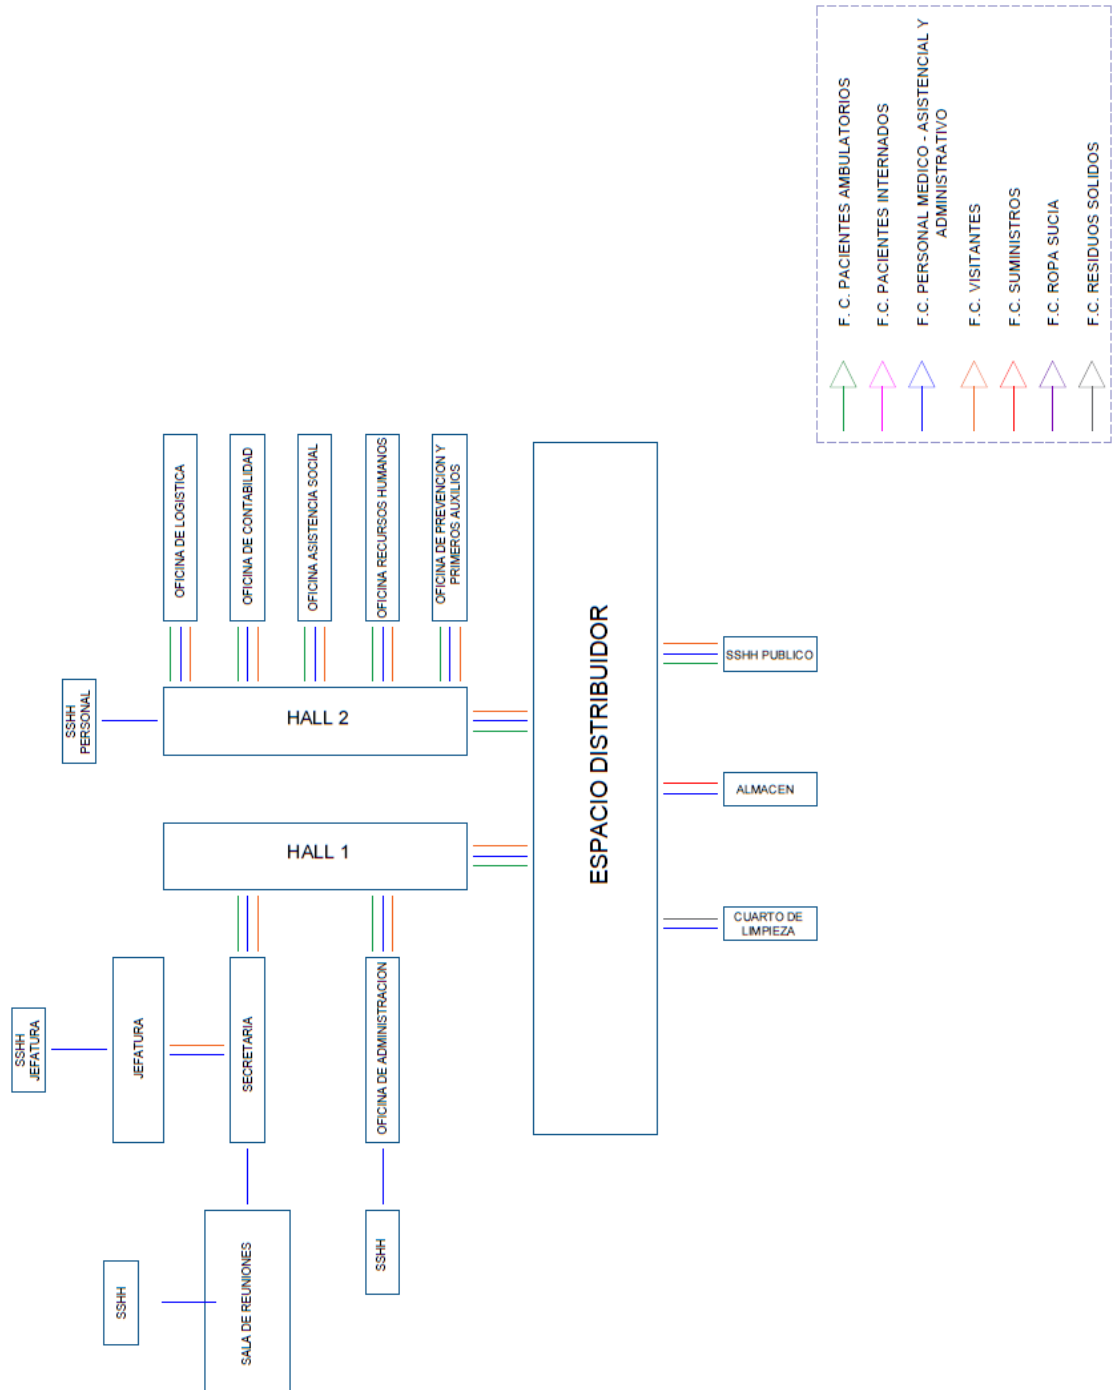 F. C. PACIENTES AMBULATORIOS
F.C. PACIENTES INTERNADOS
F.C. PERSONAL MEDICO - ASISTENCIAL Y
ADMINISTRATIVO
F.C. VISITANTES
F.C. SUMINISTROS
F.C. ROPA SUCIA
F.C. RESIDUOS SOLIDOS
OFICINA DE LOGISTICA
OFICINA DE CONTABILIDAD
OFICINA ASISTENCIA SOCIAL
OFICINA RECURSOS HUMANOS
OFICINA DE PREVENCION Y
PRIMEROS AUXILIOS
SSHH
PERSONAL
HALL 2
HALL 1
ESPACIO DISTRIBUIDOR
SSHH PUBLICO
ALMACEN
CUARTO DE
LIMPIEZA
SSHH
JEFATURA
JEFATURA
SECRETARIA
OFICINA DE ADMINISTRACION
SSHH
SALA DE REUNIONES
SSHH